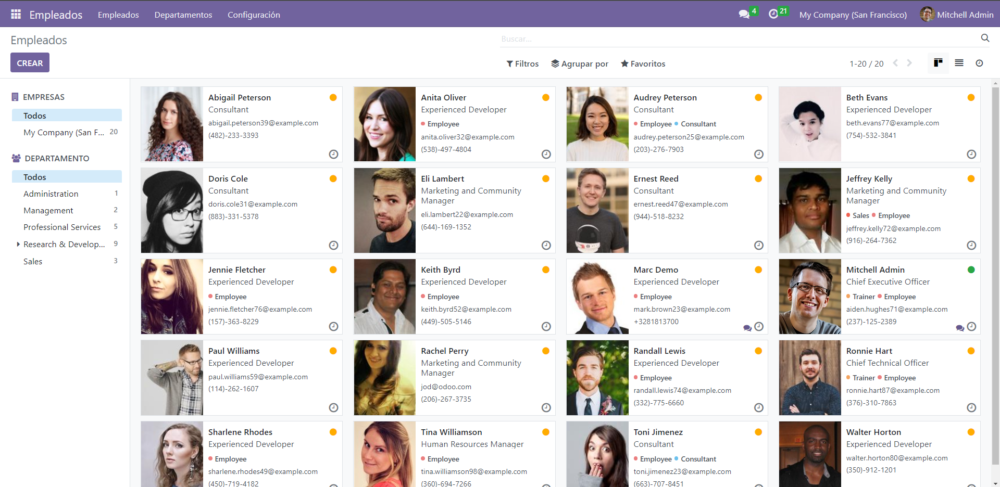 Empleados Empleados Departamentos Configuración 4 21 My Company (San Francisco) Mitchell Admin
Empleados
Buscar...
CREAR
Filtros Agrupar por Favoritos
1-20 / 20
EMPRESAS
Todos
My Company (San F... 20
DEPARTAMENTO
Todos
Administration 1
Management 2
Professional Services 5
Research & Develop... 9
Sales 3
Abigail Peterson
Consultant
abigail.peterson39@example.com
(482)-233-3393
Anita Oliver
Experienced Developer
Employee
anita.oliver32@example.com
(538)-497-4804
Audrey Peterson
Consultant
Employee Consultant
audrey.peterson25@example.com
(203)-276-7903
Beth Evans
Experienced Developer
beth.evans77@example.com
(754)-532-3841
Doris Cole
Consultant
doris.cole31@example.com
(883)-331-5378
Eli Lambert
Marketing and Community
Manager
eli.lambert22@example.com
(644)-169-1352
Ernest Reed
Consultant
ernest.reed47@example.com
(944)-518-8232
Jeffrey Kelly
Marketing and Community
Manager
Sales Employee
jeffrey.kelly72@example.com
(916)-264-7362
Jennie Fletcher
Experienced Developer
Employee
jennie.fletcher76@example.com
(157)-363-8229
Keith Byrd
Experienced Developer
Employee
keith.byrd52@example.com
(449)-505-5146
Marc Demo
Experienced Developer
Employee
mark.brown23@example.com
+3281813700
Mitchell Admin
Chief Executive Officer
Trainer Employee
aiden.hughes71@example.com
(237)-125-2389
Paul Williams
Experienced Developer
paul.williams59@example.com
(114)-262-1607
Rachel Perry
Marketing and Community
Manager
jod@odoo.com
(206)-267-3735
Randall Lewis
Experienced Developer
Employee
randall.lewis74@example.com
(332)-775-6660
Ronnie Hart
Chief Technical Officer
Trainer Employee
ronnie.hart87@example.com
(376)-310-7863
Sharlene Rhodes
Experienced Developer
Employee
sharlene.rhodes49@example.com
(450)-719-4182
Tina Williamson
Human Resources Manager
Employee
tina.williamson98@example.com
(360)-694-7266
Toni Jimenez
Consultant
Employee Consultant
toni.jimenez23@example.com
(663)-707-8451
Walter Horton
Experienced Developer
walter.horton80@example.com
(350)-912-1201